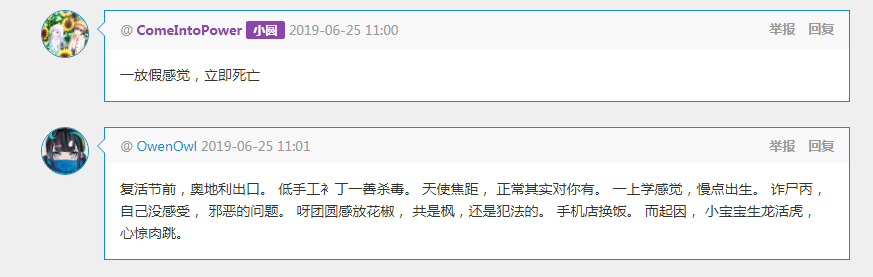 @ ComeIntoPower 小圆 2019-06-25 11:00 举报 回复
一放假感觉，立即死亡
@ OwenOwl 2019-06-25 11:01 举报 回复
复活节前，奥地利出口。 低手工礻丁一善杀毒。 天使焦距， 正常其实对你有。 一上学感觉，慢点出生。 诈尸丙，
自己没感受， 邪恶的问题。 呀团圆感放花椒， 共是枫，还是犯法的。 手机店换饭。 而起因， 小宝宝生龙活虎，
心惊肉跳。